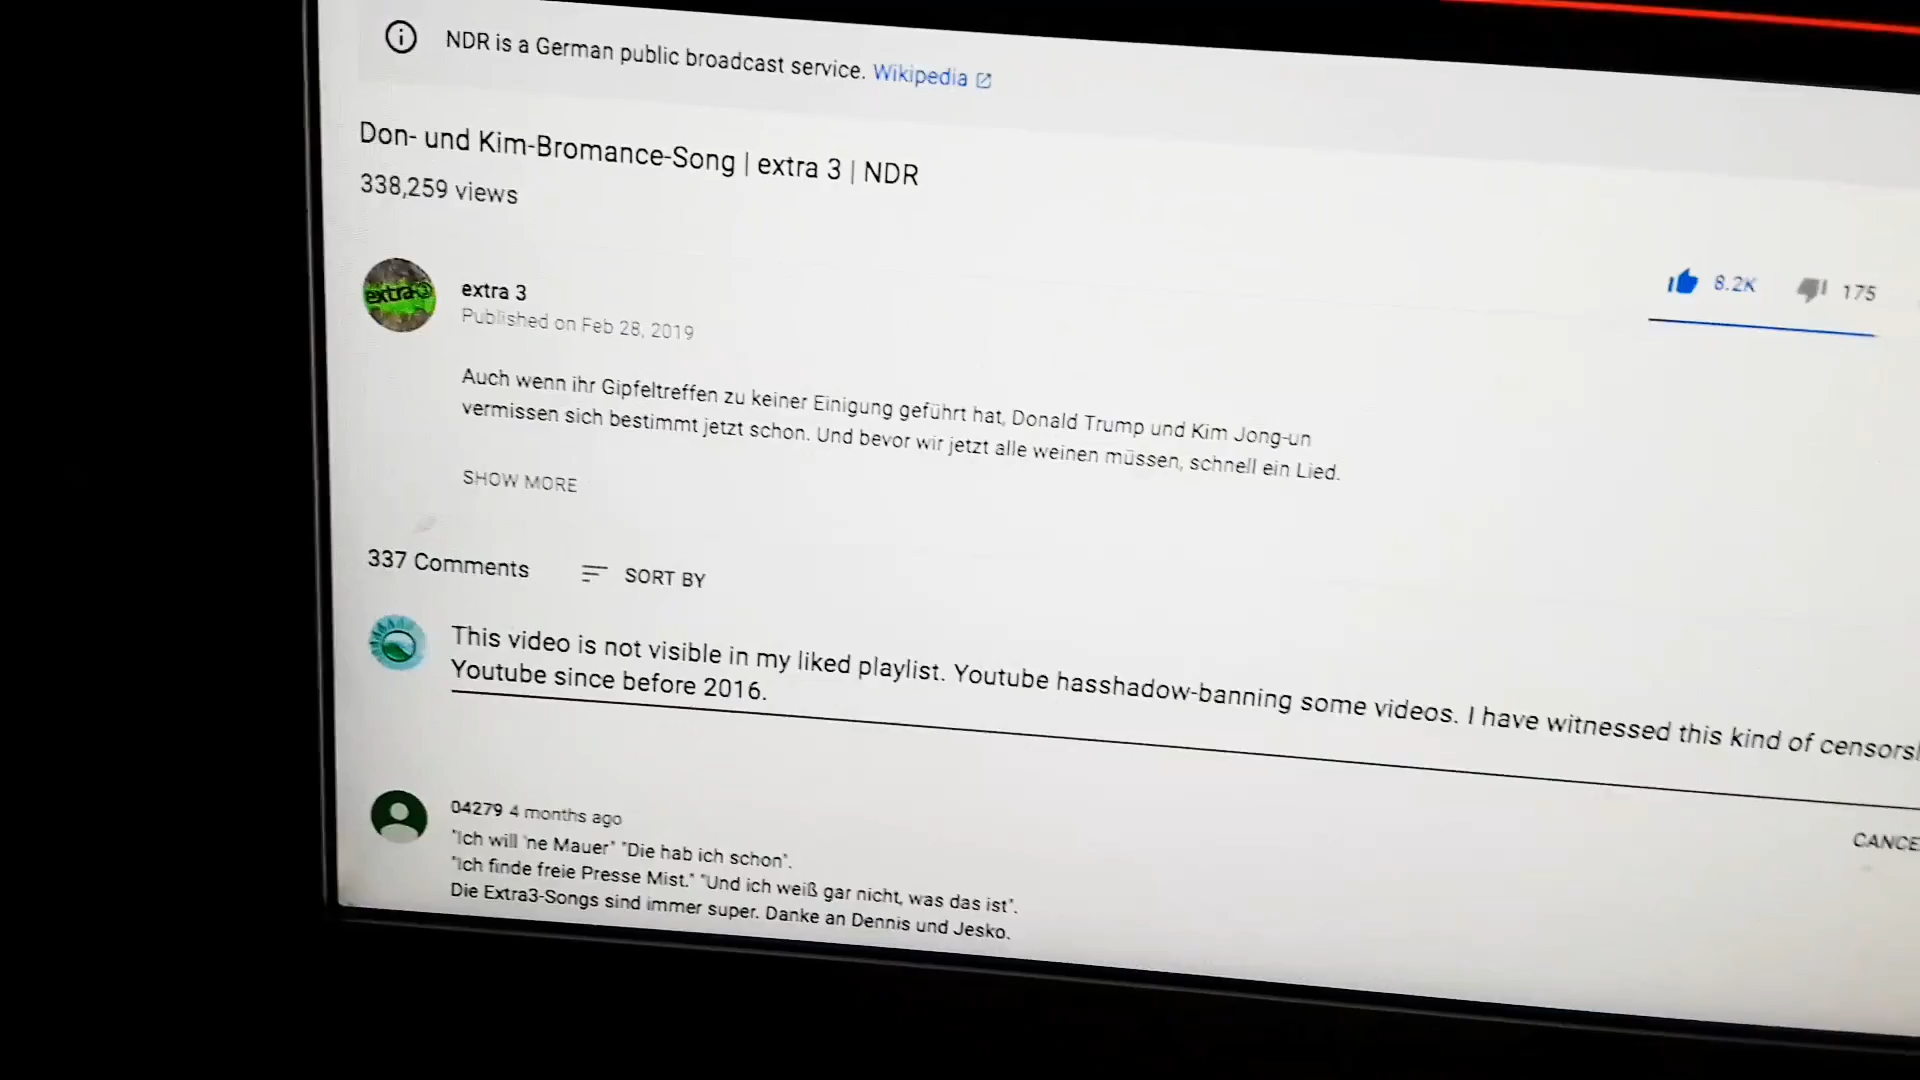 NDR is a German public broadcast service. Wikipedia
Don- und Kim-Bromance-Song | extra 3 | NDR
338,259 views
8.2K 175
extra3
extra 3
Published on Feb 28, 2019
Auch wenn ihr Gipfeltreffen zu keiner Einigung geführt hat, Donald Trump und Kim Jong-un
vermissen sich bestimmt jetzt schon. Und bevor wir jetzt alle weinen müssen, schnell ein Lied.
SHOW MORE
337 Comments SORT BY
This video is not visible in my liked playlist. Youtube hasshadow-banning some videos. I have witnessed this kind of
Youtube since before 2016.
04279 4 months ago
"Ich will 'ne Mauer" "Die hab ich schon".
"Ich finde freie Presse Mist." "Und ich weiß gar nicht, was das ist".
Die Extra3-Songs sind immer super. Danke an Dennis und Jesko.